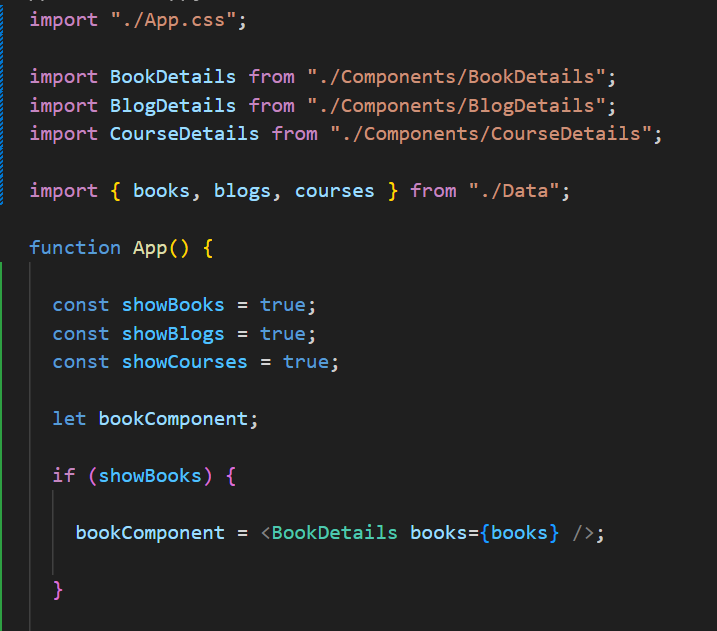 import "./App.css";
import BookDetails from "./Components/BookDetails";
import BlogDetails from "./Components/BlogDetails";
import CourseDetails from "./Components/CourseDetails";
import { books, blogs, courses } from "./Data";
function App() {
const showBooks = true;
const showBlogs = true;
const showCourses = true;
let bookComponent;
if (showBooks) {
bookComponent = <BookDetails books={books} />;
}